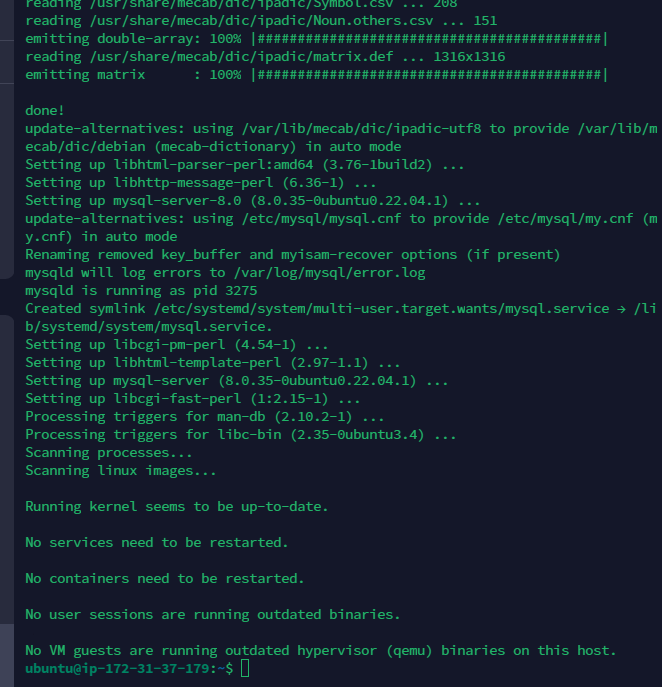 reading /usr/share/mecab/dic/ipadic/Symbol.csv ... 208
reading /usr/share/mecab/dic/ipadic/Noun.others.csv ... 151
emitting double-array: 100% |###########################################|
reading /usr/share/mecab/dic/ipadic/matrix.def ... 1316x1316
emitting matrix      : 100% |###########################################|

done!
update-alternatives: using /var/lib/mecab/dic/ipadic-utf8 to provide /var/lib/m
ecab/dic/debian (mecab-dictionary) in auto mode
Setting up libhtml-parser-perl:amd64 (3.76-1build2) ...
Setting up libhttp-message-perl (6.36-1) ...
Setting up mysql-server-8.0 (8.0.35-0ubuntu0.22.04.1) ...
update-alternatives: using /etc/mysql/mysql.cnf to provide /etc/mysql/my.cnf (m
y.cnf) in auto mode
Renaming removed key_buffer and myisam-recover options (if present)
mysqld will log errors to /var/log/mysql/error.log
mysqld is running as pid 3275
Created symlink /etc/systemd/system/multi-user.target.wants/mysql.service → /li
b/systemd/system/mysql.service.
Setting up libcgi-pm-perl (4.54-1) ...
Setting up libhtml-template-perl (2.97-1.1) ...
Setting up mysql-server (8.0.35-0ubuntu0.22.04.1) ...
Setting up libcgi-fast-perl (1:2.15-1) ...
Processing triggers for man-db (2.10.2-1) ...
Processing triggers for libc-bin (2.35-0ubuntu3.4) ...
Scanning processes...
Scanning linux images...

Running kernel seems to be up-to-date.

No services need to be restarted.

No containers need to be restarted.

No user sessions are running outdated binaries.

No VM guests are running outdated hypervisor (qemu) binaries on this host.
ubuntu@ip-172-31-37-179:~$